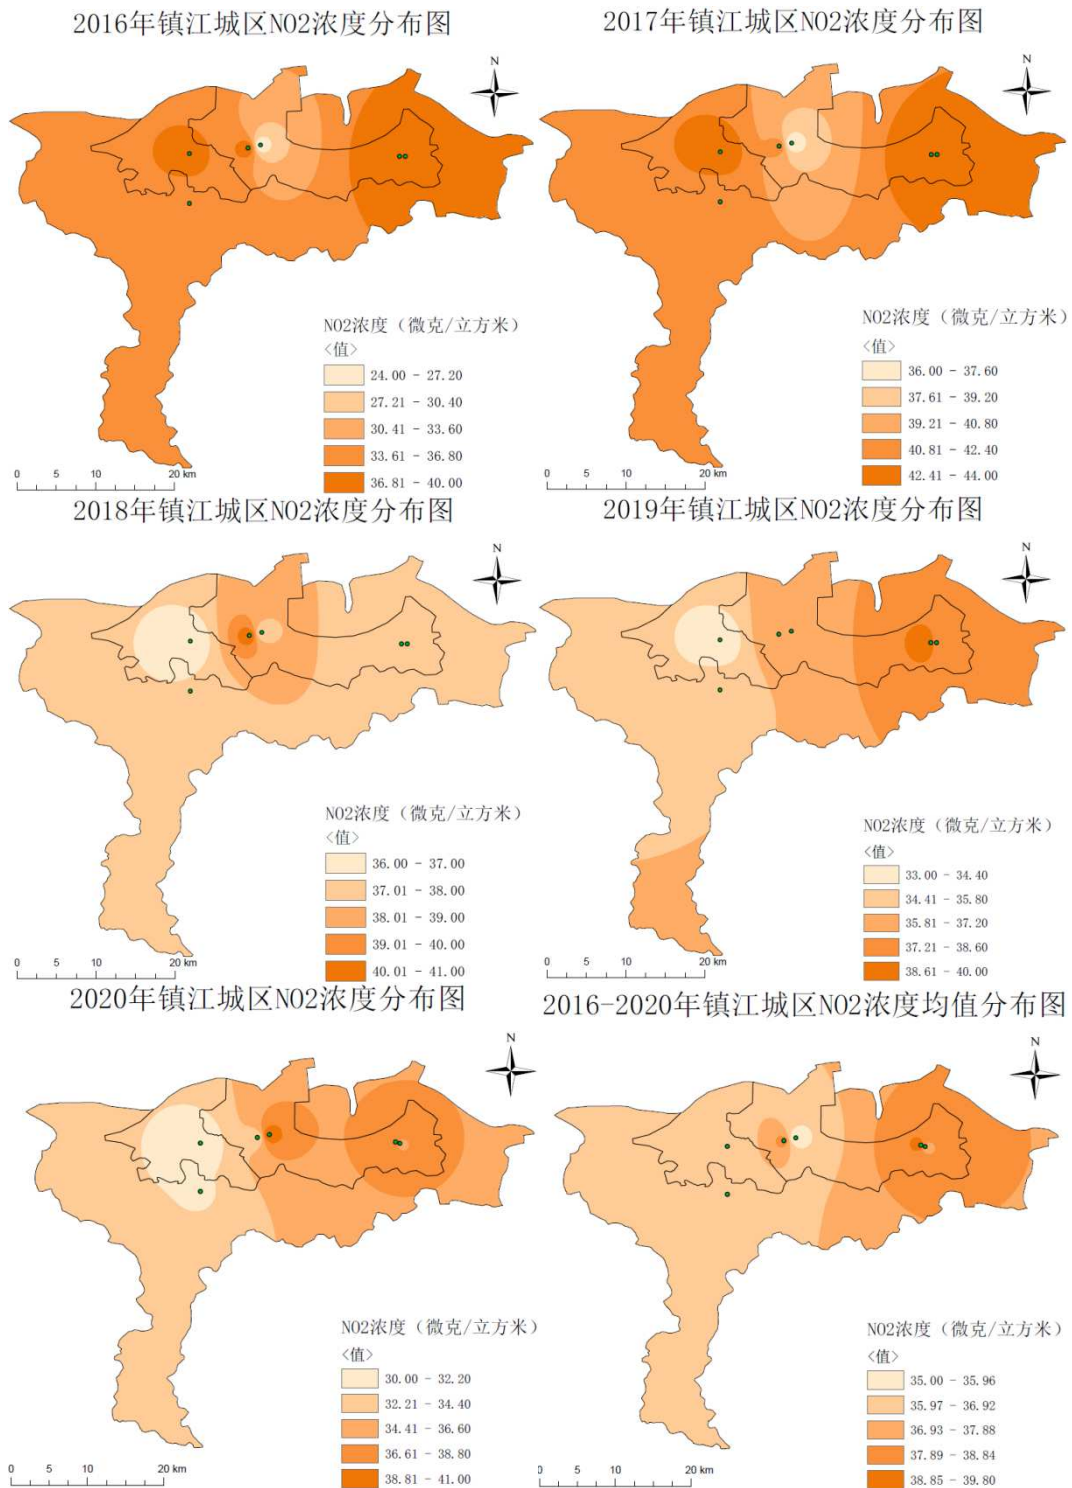 2016年镇江城区NO2浓度分布图
N
NO2浓度（微克/立方米）
<值>
24.00 - 27.20
27.21 - 30.40
30.41 - 33.60
33.61 - 36.80
36.81 - 40.00
0 5 10 20 km
2017年镇江城区NO2浓度分布图
N
NO2浓度（微克/立方米）
<值>
36.00 - 37.60
37.61 - 39.20
39.21 - 40.80
40.81 - 42.40
42.41 - 44.00
0 5 10 20 km
2018年镇江城区NO2浓度分布图
N
NO2浓度（微克/立方米）
<值>
36.00 - 37.00
37.01 - 38.00
38.01 - 39.00
39.01 - 40.00
40.01 - 41.00
0 5 10 20 km
2019年镇江城区NO2浓度分布图
N
NO2浓度（微克/立方米）
<值>
33.00 - 34.40
34.41 - 35.80
35.81 - 37.20
37.21 - 38.60
38.61 - 40.00
0 5 10 20 km
2020年镇江城区NO2浓度分布图
N
NO2浓度（微克/立方米）
<值>
30.00 - 32.20
32.21 - 34.40
34.41 - 36.60
36.61 - 38.80
38.81 - 41.00
0 5 10 20 km
2016-2020年镇江城区NO2浓度均值分布图
N
NO2浓度（微克/立方米）
<值>
35.00 - 35.96
35.97 - 36.92
36.93 - 37.88
37.89 - 38.84
38.85 - 39.80
0 5 10 20 km